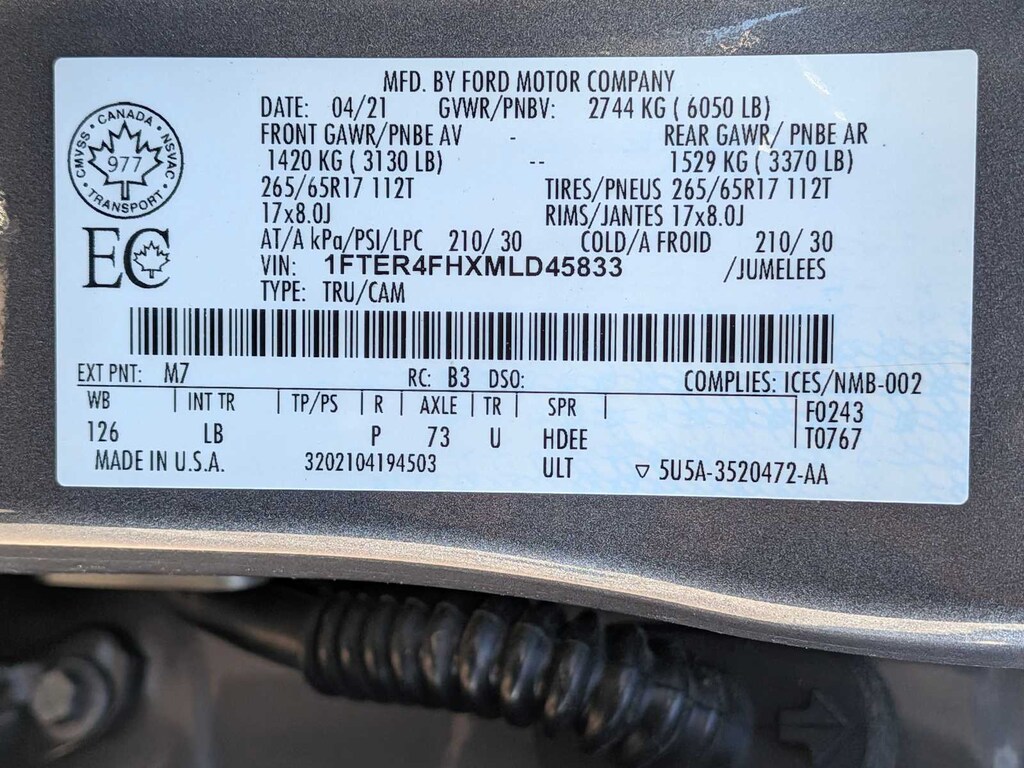 MFD. BY FORD MOTOR COMPANY
DATE: 04/21 GVWR/PNBV: 2744 KG ( 6050 LB)
FRONT GAWR/PNBE AV - REAR GAWR/ PNBE AR
1420 KG ( 3130 LB) -- 1529 KG ( 3370 LB)
265/65R17 112T TIRES/PNEUS 265/65R17 112T
17x8.0J RIMS/JANTES 17x8.0J
AT/A kPa/PSI/LPC 210/ 30 COLD/A FROID 210/ 30
VIN: 1FTER4FHXMLD45833 /JUMELEES
TYPE: TRU/CAM
CANADA
CMVSS NSVAC
977
TRANSPORT
EC
EXT PNT: M7 RC: B3 DSO: COMPLIES: ICES/NMB-002
WB | INT TR | TP/PS | R | AXLE | TR | SPR | F0243
126 LB P 73 U HDEE T0767
MADE IN U.S.A. 3202104194503 ULT ▽ 5U5A-3520472-AA